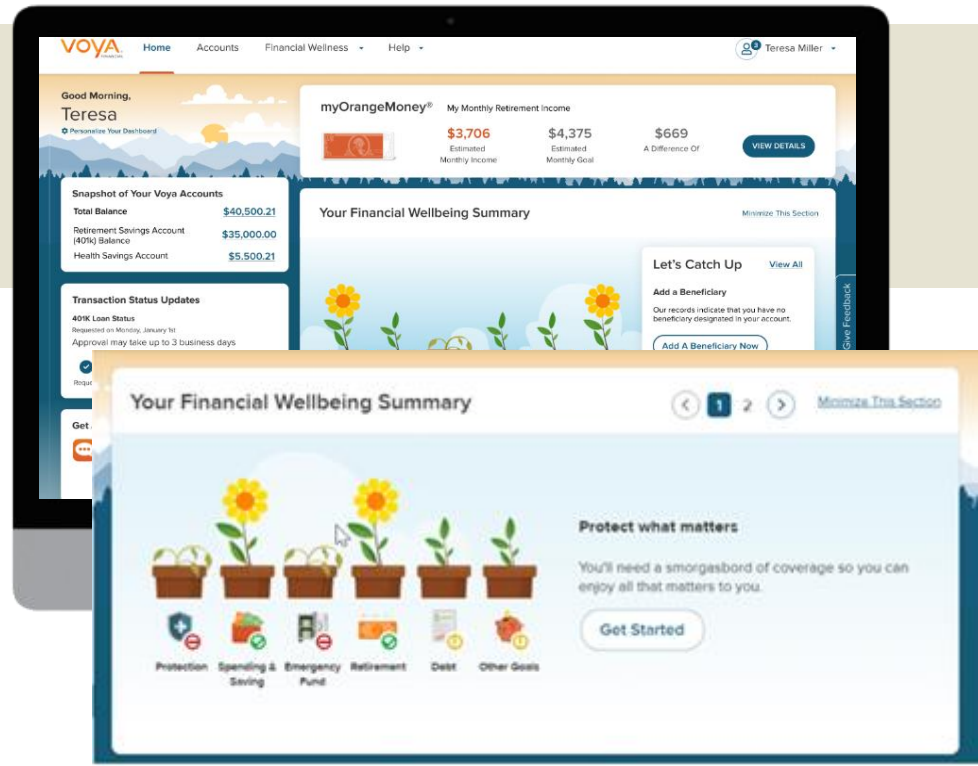 VOYA
Home Accounts Financial Wellness Help
3 Teresa Miller
Good Morning,
Teresa
Personalize Your Dashboard
myOrangeMoney® My Monthly Retirement Income
$3,706 $4,375 $669
Estimated Estimated A Difference Of
Monthly Income Monthly Goal
VIEW DETAILS
Snapshot of Your Voya Accounts
Total Balance $40,500.21
Retirement Savings Account
(401k) Balance $35,000.00
Health Savings Account $5.500.21
Transaction Status Updates
401K Loan Status
Requested on Monday, January 1st
Approval may take up to 3 business days
Reque
Get
Your Financial Wellbeing Summary Minimize This Section
Let's Catch Up View All
Add a Beneficiary
Our records indicate that you have no
beneficiary designated in your account.
Add A Beneficiary Now
Give Feedback
Your Financial Wellbeing Summary 1 2 Minimize This Section
Protect what matters
You'll need a smorgasbord of coverage so you can
enjoy all that matters to you.
Get Started
Protection Spending & Emergency Retirement Debt Other Goals
Saving Fund